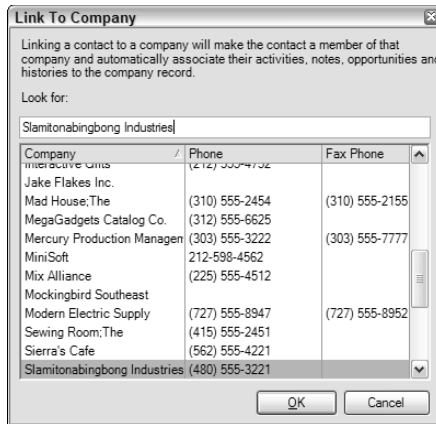 Link To Company
Linking a contact to a company will make the contact a member of that
company and automatically associate their activities, notes, opportunities and
histories to the company record.
Look for:
Slamitonabingbong Industries
Company / Phone Fax Phone
Interactive Gifts (212) 555-4752
Jake Flakes Inc.
Mad House;The (310) 555-2454 (310) 555-2155
MegaGadgets Catalog Co. (312) 555-6625
Mercury Production Managem (303) 555-3222 (303) 555-7777
MiniSoft 212-598-4562
Mix Alliance (225) 555-4512
Mockingbird Southeast
Modern Electric Supply (727) 555-8947 (727) 555-8952
Sewing Room;The (415) 555-2451
Sierra's Cafe (562) 555-4221
Slamitonabingbong Industries (480) 555-3221
OK Cancel